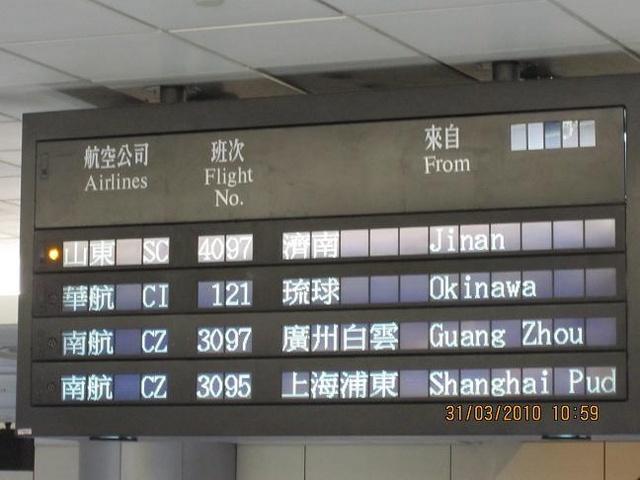 航空公司 班次 來自
Airlines Flight No. From
山東 SC 4097 濟南 Jinan
華航 CI 121 琉球 Okinawa
南航 CZ 3097 廣州白雲 Guang Zhou
南航 CZ 3095 上海浦東 Shanghai Pud
31/03/2010 10:59